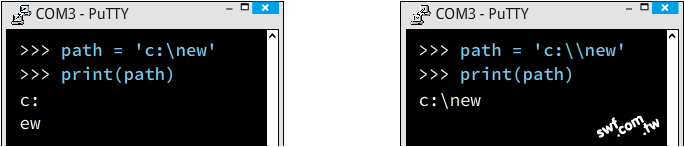 COM3 - PuTTY
>>> path = 'c:\new'
>>> print(path)
c:
ew
COM3 - PuTTY
>>> path = 'c:\\new'
>>> print(path)
c:\new
swf.com.tw